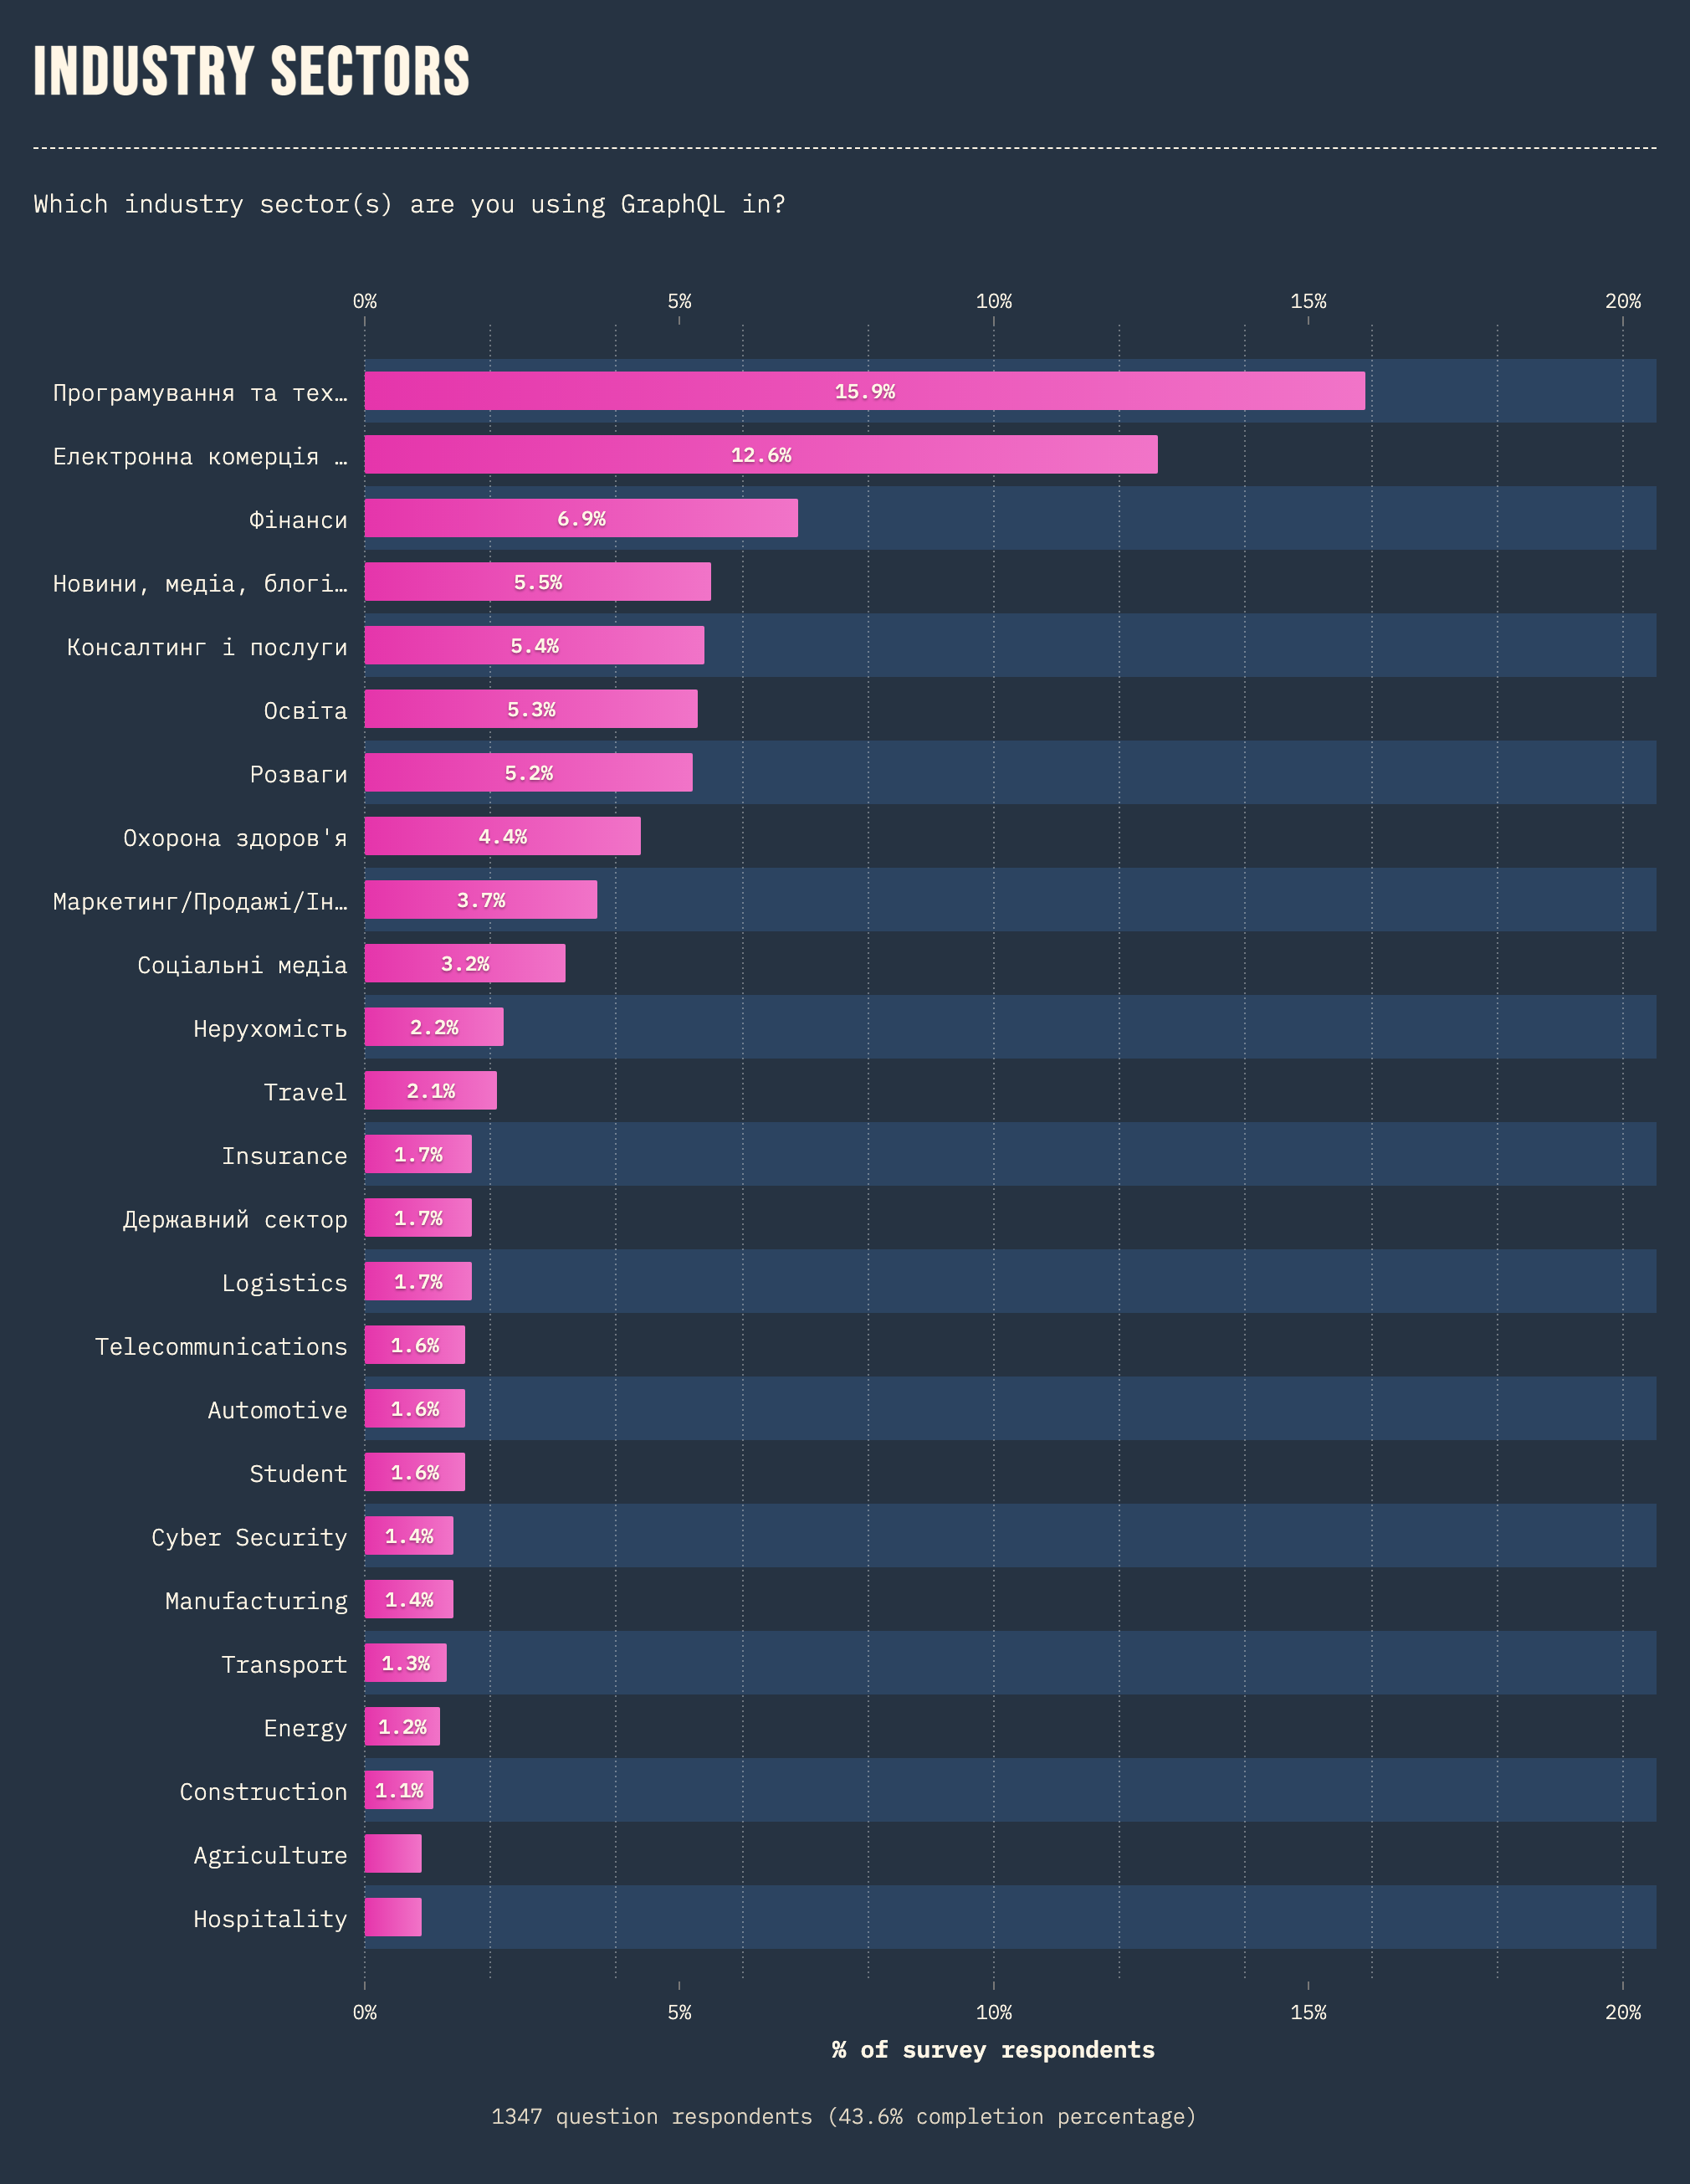 INDUSTRY SECTORS
Which industry sector(s) are you using GraphQL in?
0% 5% 10% 15% 20%
Програмування та тех… 15.9%
Електронна комерція … 12.6%
Фінанси 6.9%
Новини, медіа, блогі… 5.5%
Консалтинг і послуги 5.4%
Освіта 5.3%
Розваги 5.2%
Охорона здоров'я 4.4%
Маркетинг/Продажі/Ін… 3.7%
Соціальні медіа 3.2%
Нерухомість 2.2%
Travel 2.1%
Insurance 1.7%
Державний сектор 1.7%
Logistics 1.7%
Telecommunications 1.6%
Automotive 1.6%
Student 1.6%
Cyber Security 1.4%
Manufacturing 1.4%
Transport 1.3%
Energy 1.2%
Construction 1.1%
Agriculture
Hospitality
0% 5% 10% 15% 20%
% of survey respondents
1347 question respondents (43.6% completion percentage)